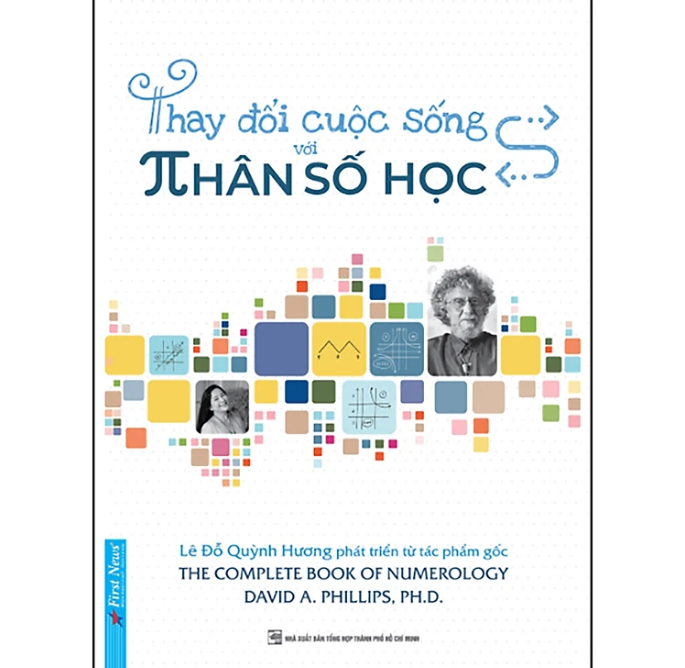 Thay đổi cuộc sống
với
πHÂN SỐ HỌC
Lê Đỗ Quỳnh Hương phát triển từ tác phẩm gốc
THE COMPLETE BOOK OF NUMEROLOGY
DAVID A. PHILLIPS, PH.D.
First News
NHÀ XUẤT BẢN TỔNG HỢP THÀNH PHỐ HỒ CHÍ MINH